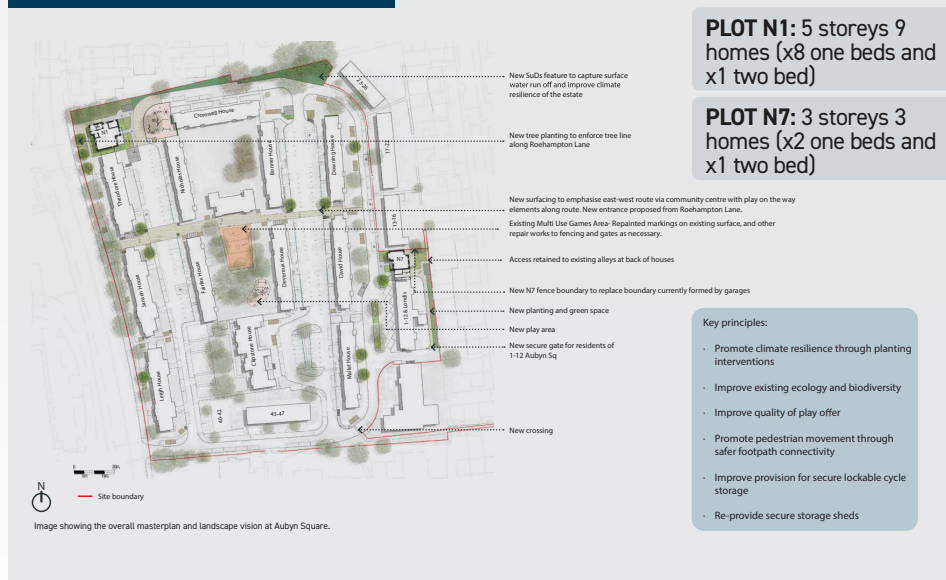 PLOT N1: 5 storeys 9
homes (x8 one beds and
x1 two bed)
PLOT N7: 3 storeys 3
homes (x2 one beds and
x1 two bed)
New SuDs feature to capture surface
water run off and improve climate
resilience of the estate
New tree planting to enforce tree line
along Roehampton Lane
New surfacing to emphasise east-west route via community centre with play on the way
elements along route. New entrance proposed from Roehampton Lane.
Existing Multi Use Games Area- Repainted markings on existing surface, and other
repair works to fencing and gates as necessary.
Access retained to existing alleys at back of houses
New N7 fence boundary to replace boundary currently formed by garages
New planting and green space
New play area
New secure gate for residents of
1-12 Aubyn Sq
New crossing
23-26
Cromwell House
N1
17-22
Theodore House
Nicholas House
Bonner House
Downing House
13-16
N7
Jansen House
Fairfax House
Devereux House
David House
1-12 & Londis
Clipstone House
Leigh House
Mullet House
40-42
43-47
Key principles:
· Promote climate resilience through planting
interventions
· Improve existing ecology and biodiversity
· Improve quality of play offer
· Promote pedestrian movement through
safer footpath connectivity
· Improve provision for secure lockable cycle
storage
· Re-provide secure storage sheds
N
Site boundary
Image showing the overall masterplan and landscape vision at Aubyn Square.